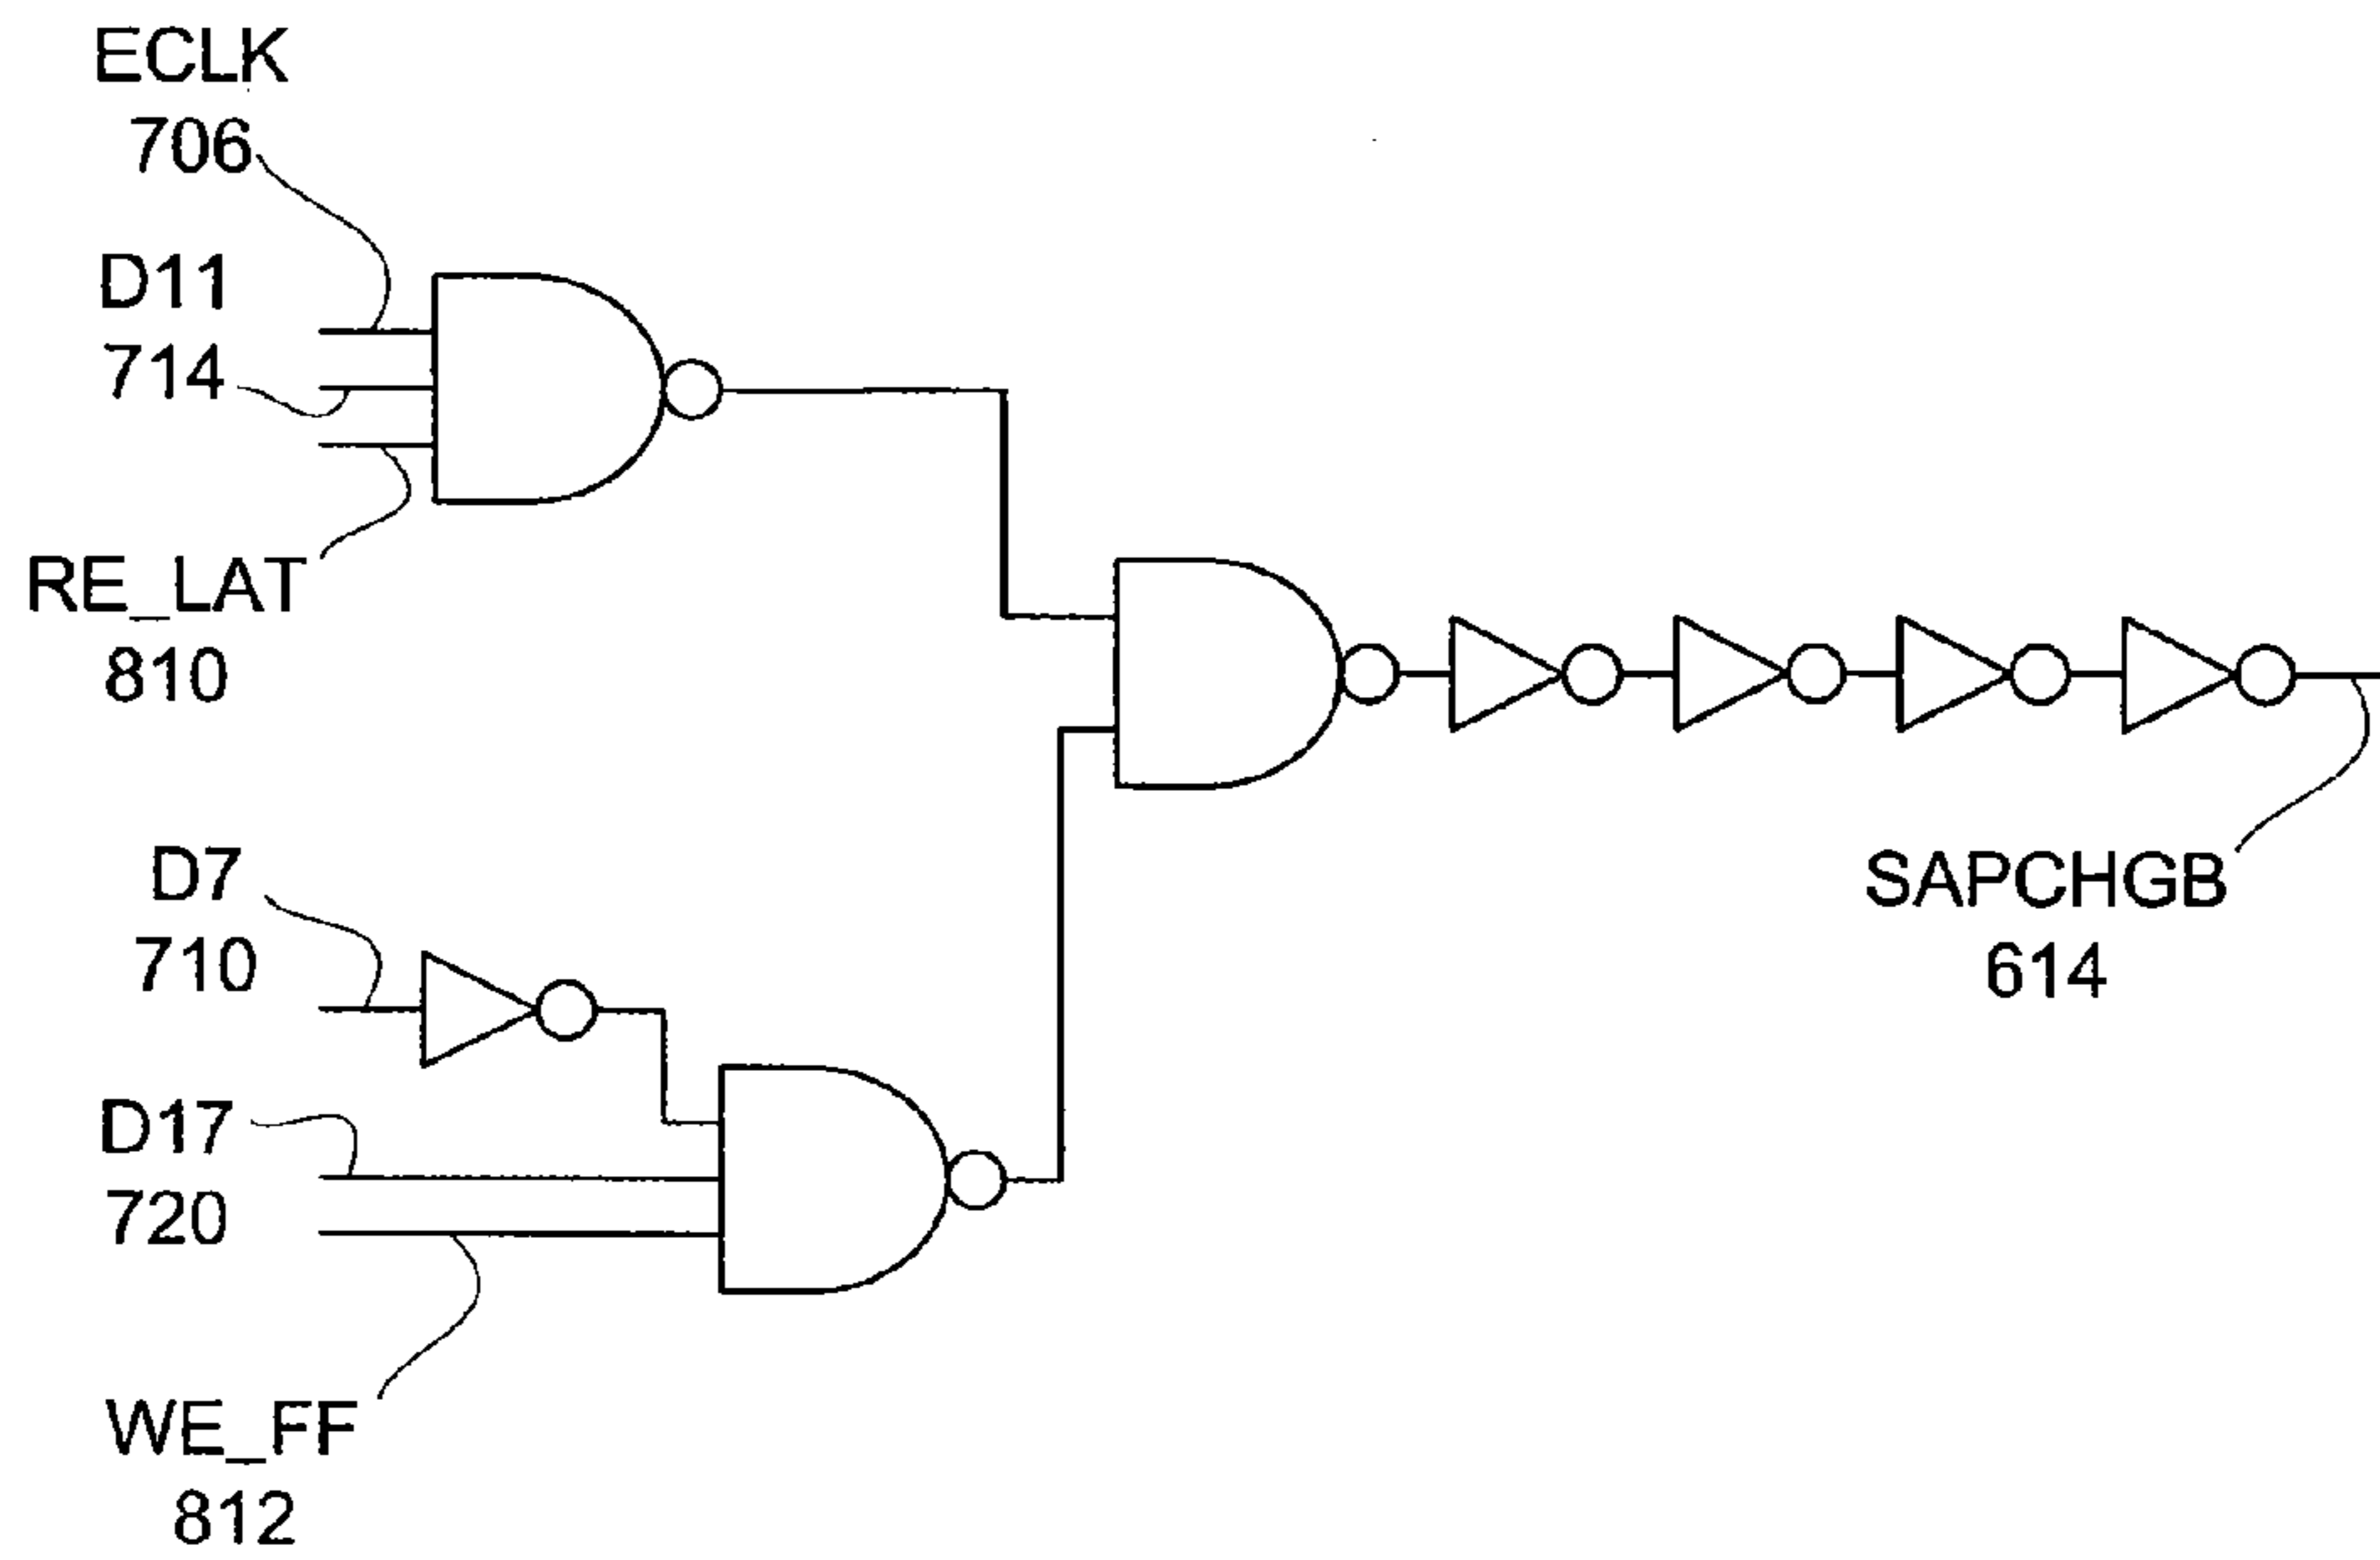 ECLK
706
D11
714
RE_LAT
810
D7
710
D17
720
WE_FF
812
SAPCHGB
614